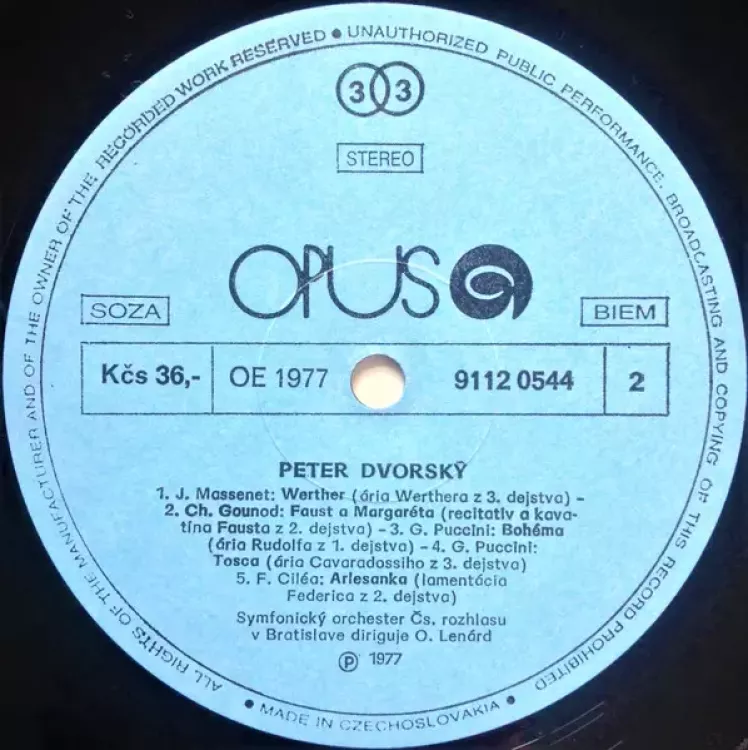 ALL RIGHTS OF THE MANUFACTURER AND OF THE OWNER OF THE RECORDED WORK RESERVED • UNAUTHORIZED PUBLIC PERFORMANCE, BROADCASTING AND COPYING OF THIS RECORD PROHIBITED
33
STEREO
OPUS
SOZA
BIEM
Kčs 36,- OE 1977 9112 0544 2
PETER DVORSKÝ
1. J. Massenet: Werther (ária Werthera z 3. dejstva) –
2. Ch. Gounod: Faust a Margaréta (recitatív a kava-
tína Fausta z 2. dejstva) – 3. G. Puccini: Bohéma
(ária Rudolfa z 1. dejstva) – 4. G. Puccini:
Tosca (ária Cavaradossiho z 3. dejstva)
5. F. Ciléa: Arlesanka (lamentácia
Federica z 2. dejstva)
Symfonický orchester Čs. rozhlasu
v Bratislave diriguje O. Lenárd
Ⓟ 1977
• MADE IN CZECHOSLOVAKIA •